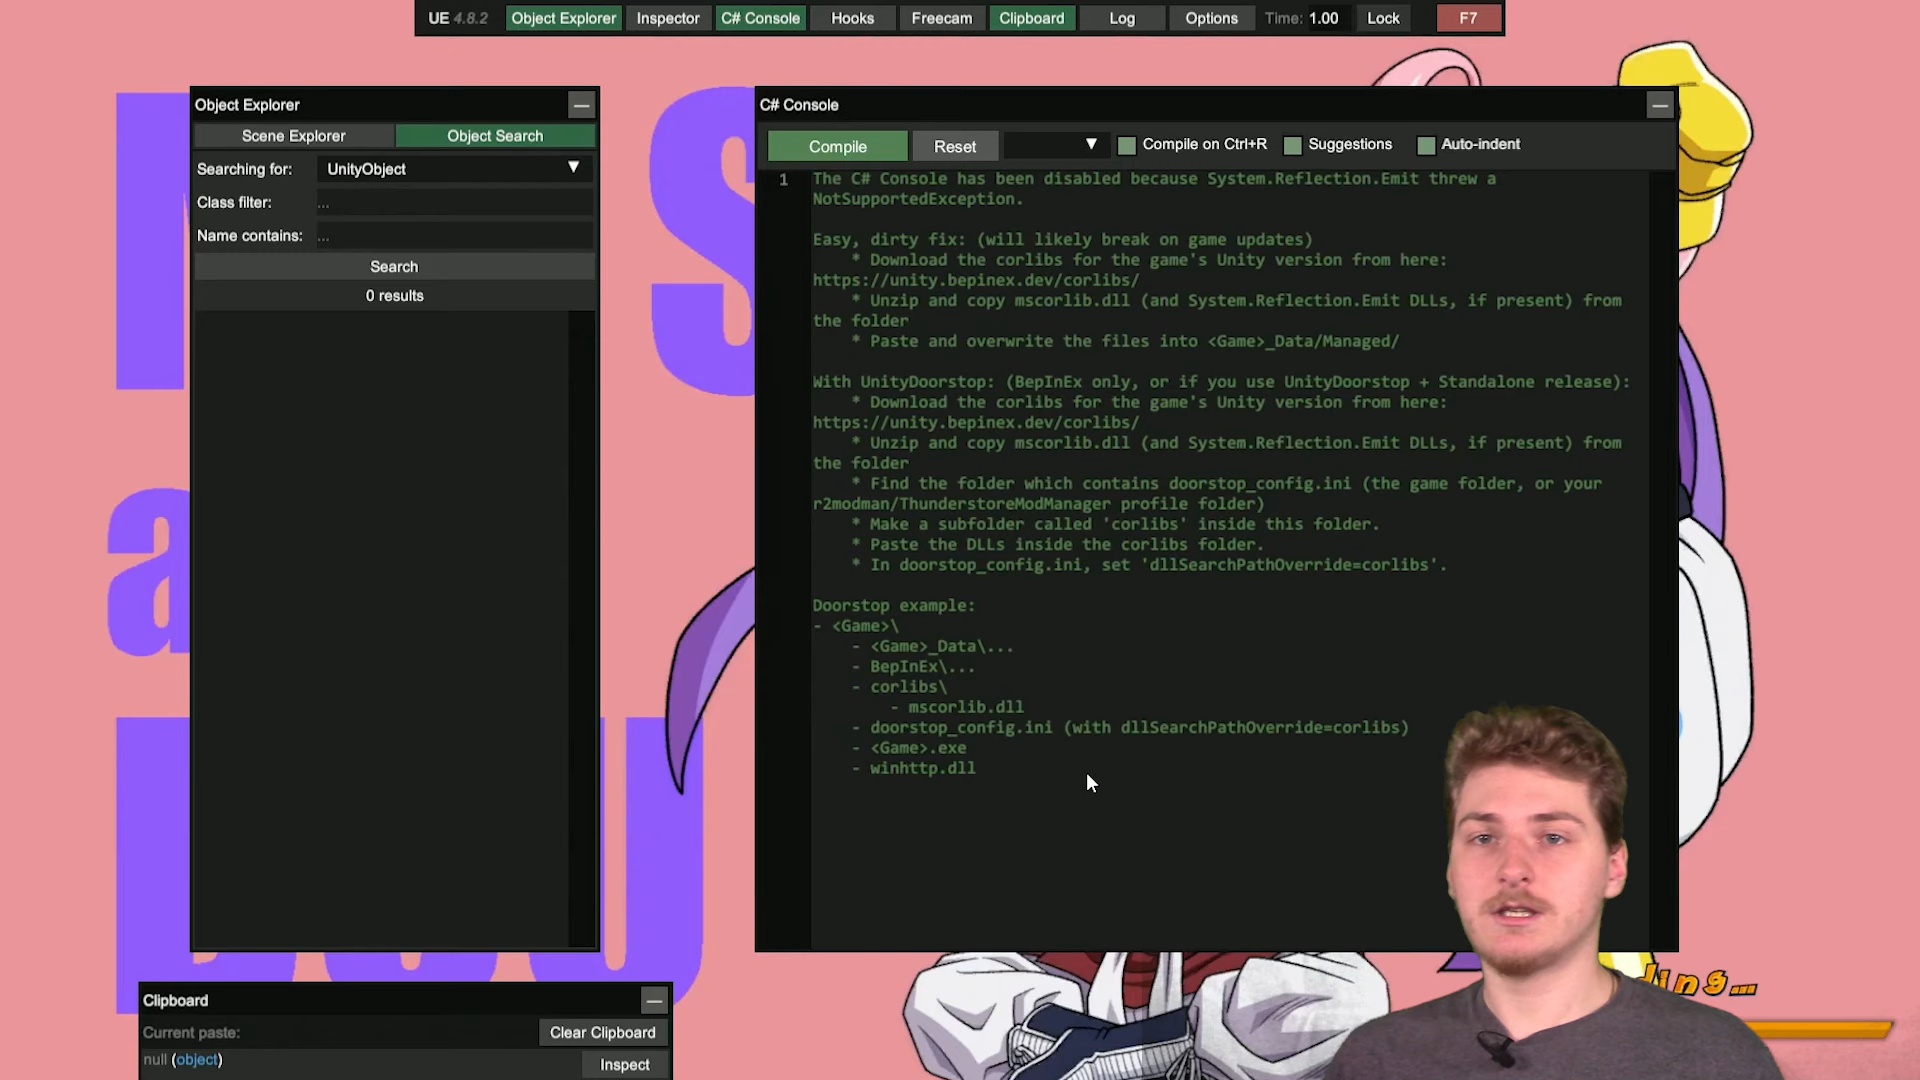 UE 4.8.2 Object Explorer Inspector C# Console Hooks Freecam Clipboard Log Options Time: 1.00 Lock F7
Object Explorer
Scene Explorer Object Search
Searching for: UnityObject ▼
Class filter: ...
Name contains: ...
Search
0 results
C# Console
Compile Reset ▼ Compile on Ctrl+R Suggestions Auto-indent
1 The C# Console has been disabled because System.Reflection.Emit threw a
NotSupportedException.
Easy, dirty fix: (will likely break on game updates)
* Download the corlibs for the game's Unity version from here:
https://unity.bepinex.dev/corlibs/
* Unzip and copy mscorlib.dll (and System.Reflection.Emit DLLs, if present) from
the folder
* Paste and overwrite the files into <Game>_Data/Managed/
With UnityDoorstop: (BepInEx only, or if you use UnityDoorstop + Standalone release):
* Download the corlibs for the game's Unity version from here:
https://unity.bepinex.dev/corlibs/
* Unzip and copy mscorlib.dll (and System.Reflection.Emit DLLs, if present) from
the folder
* Find the folder which contains doorstop_config.ini (the game folder, or your
r2modman/ThunderstoreModManager profile folder)
* Make a subfolder called 'corlibs' inside this folder.
* Paste the DLLs inside the corlibs folder.
* In doorstop_config.ini, set 'dllSearchPathOverride=corlibs'.
Doorstop example:
- <Game>\
- <Game>_Data\...
- BepInEx\...
- corlibs\
- mscorlib.dll
- doorstop_config.ini (with dllSearchPathOverride=corlibs)
- <Game>.exe
- winhttp.dll
Clipboard
Current paste: Clear Clipboard
null (object) Inspect